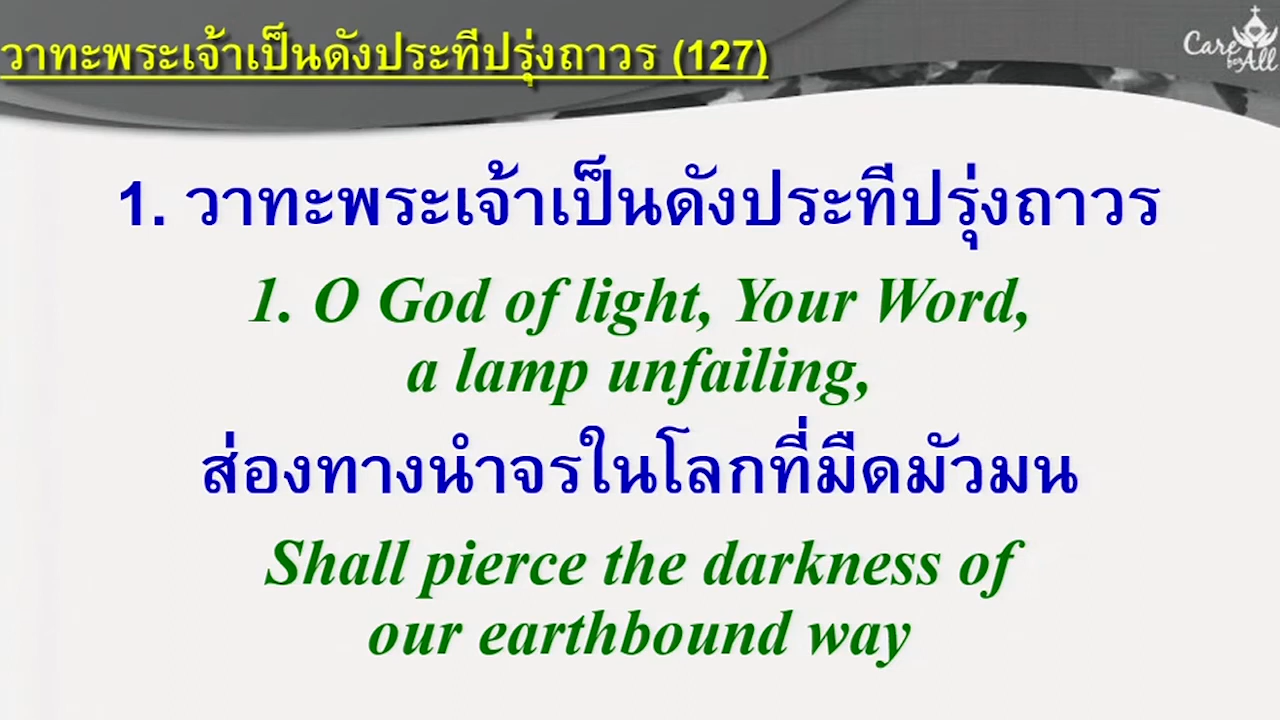 วาทะพระเจ้าเป็นดังประทีปรุ่งถาวร (127)
Care
for All
1. วาทะพระเจ้าเป็นดังประทีปรุ่งถาวร
1. O God of light, Your Word,
a lamp unfailing,
ส่องทางนำจรในโลกที่มืดมัวมน
Shall pierce the darkness of
our earthbound way